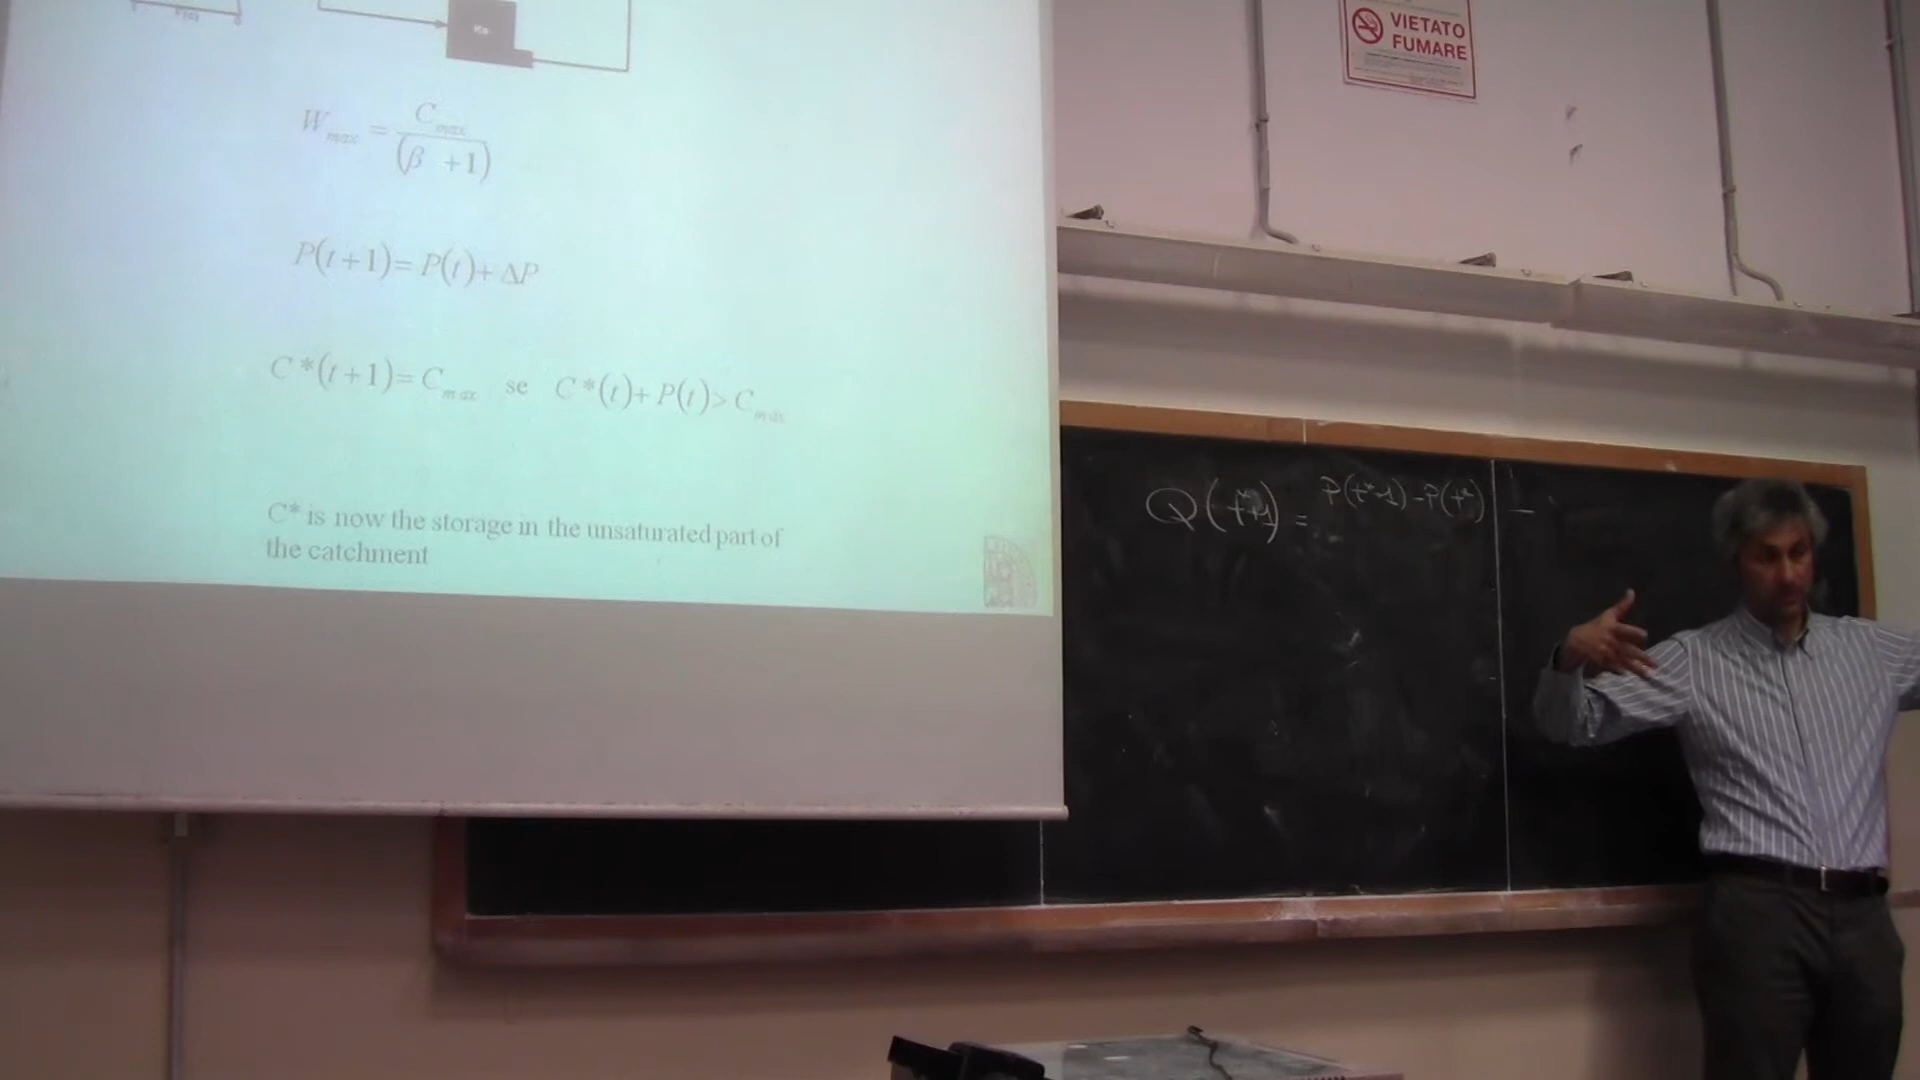 W_max = C_max / (β +1)
P(t+1)= P(t)+ ΔP
C*(t+1)= C_max se C*(t)+ P(t)> C_max
C* is now the storage in the unsaturated part of
the catchment
VIETATO
FUMARE
Q(t*+1) = P(t*+1) - P(t*) -